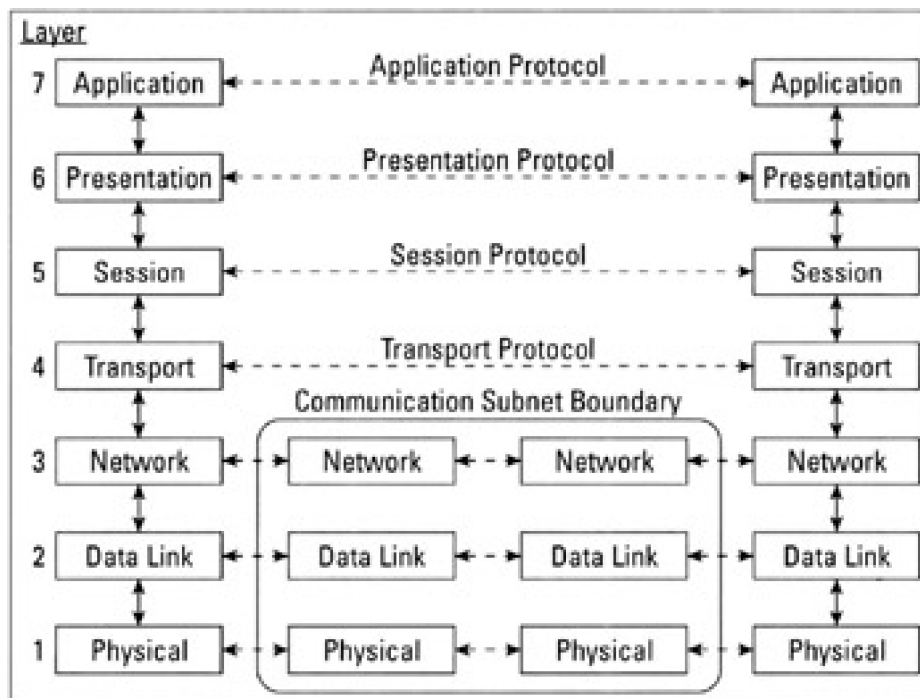 Layer
7 Application Application Protocol Application
6 Presentation Presentation Protocol Presentation
5 Session Session Protocol Session
4 Transport Transport Protocol Transport
Communication Subnet Boundary
3 Network Network Network Network
2 Data Link Data Link Data Link Data Link
1 Physical Physical Physical Physical